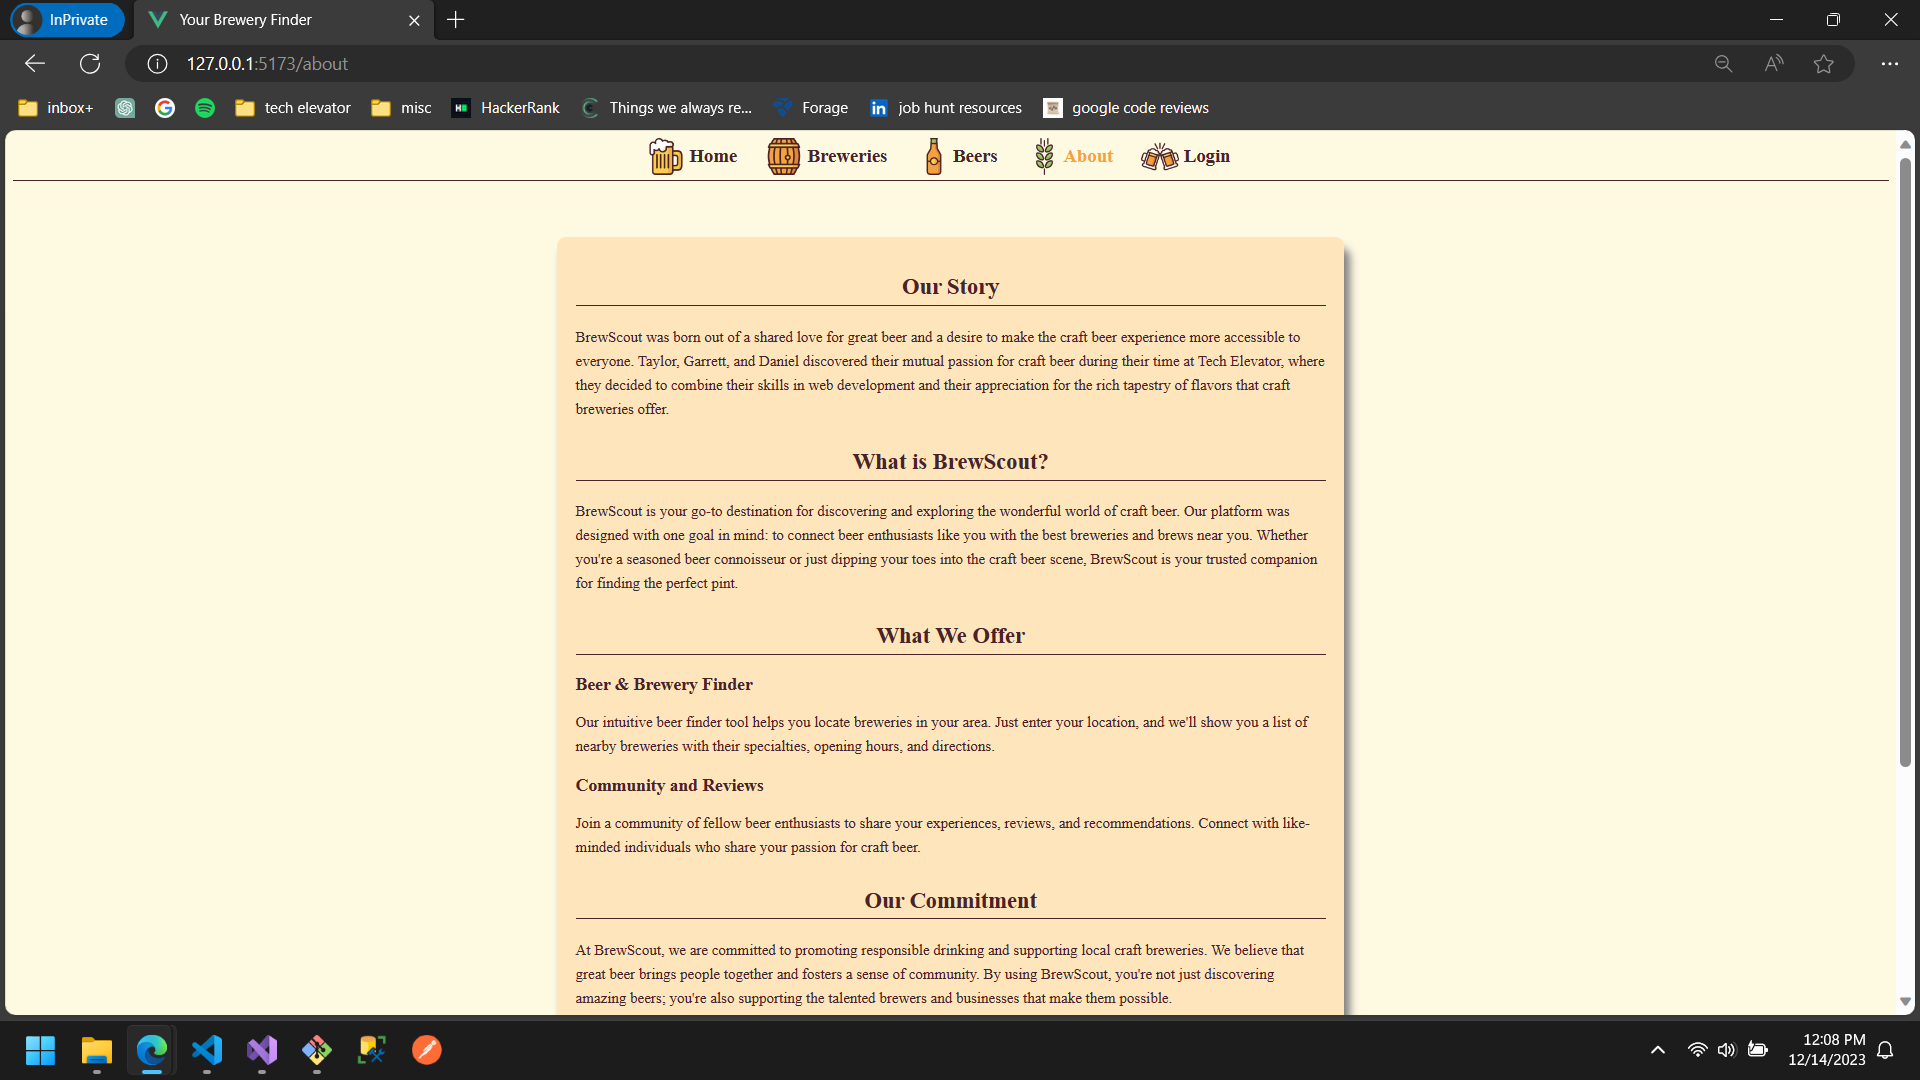 InPrivate
Your Brewery Finder
127.0.0.1:5173/about
inbox+
tech elevator
misc
HackerRank
Things we always re...
Forage
job hunt resources
google code reviews
Home
Breweries
Beers
About
Login
Our Story
BrewScout was born out of a shared love for great beer and a desire to make the craft beer experience more accessible to
everyone. Taylor, Garrett, and Daniel discovered their mutual passion for craft beer during their time at Tech Elevator, where
they decided to combine their skills in web development and their appreciation for the rich tapestry of flavors that craft
breweries offer.
What is BrewScout?
BrewScout is your go-to destination for discovering and exploring the wonderful world of craft beer. Our platform was
designed with one goal in mind: to connect beer enthusiasts like you with the best breweries and brews near you. Whether
you're a seasoned beer connoisseur or just dipping your toes into the craft beer scene, BrewScout is your trusted companion
for finding the perfect pint.
What We Offer
Beer & Brewery Finder
Our intuitive beer finder tool helps you locate breweries in your area. Just enter your location, and we'll show you a list of
nearby breweries with their specialties, opening hours, and directions.
Community and Reviews
Join a community of fellow beer enthusiasts to share your experiences, reviews, and recommendations. Connect with like-
minded individuals who share your passion for craft beer.
Our Commitment
At BrewScout, we are committed to promoting responsible drinking and supporting local craft breweries. We believe that
great beer brings people together and fosters a sense of community. By using BrewScout, you're not just discovering
amazing beers; you're also supporting the talented brewers and businesses that make them possible.
12:08 PM
12/14/2023